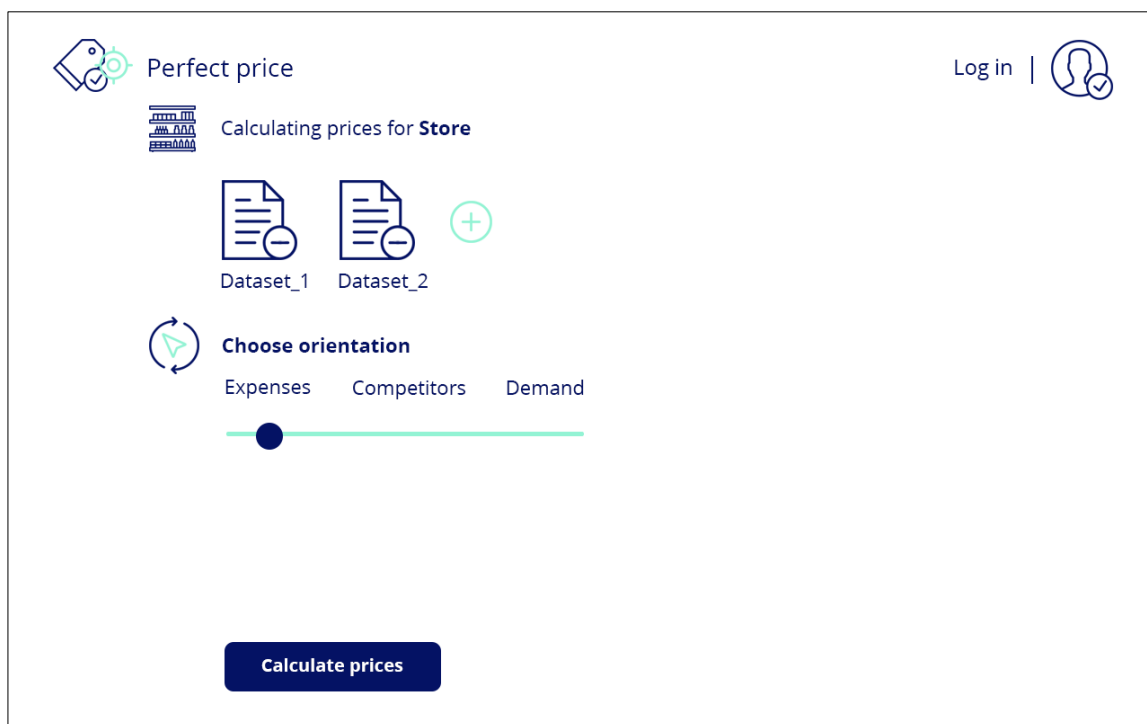 Perfect price
Log in |
Calculating prices for Store
Dataset_1 Dataset_2
Choose orientation
Expenses Competitors Demand
Calculate prices